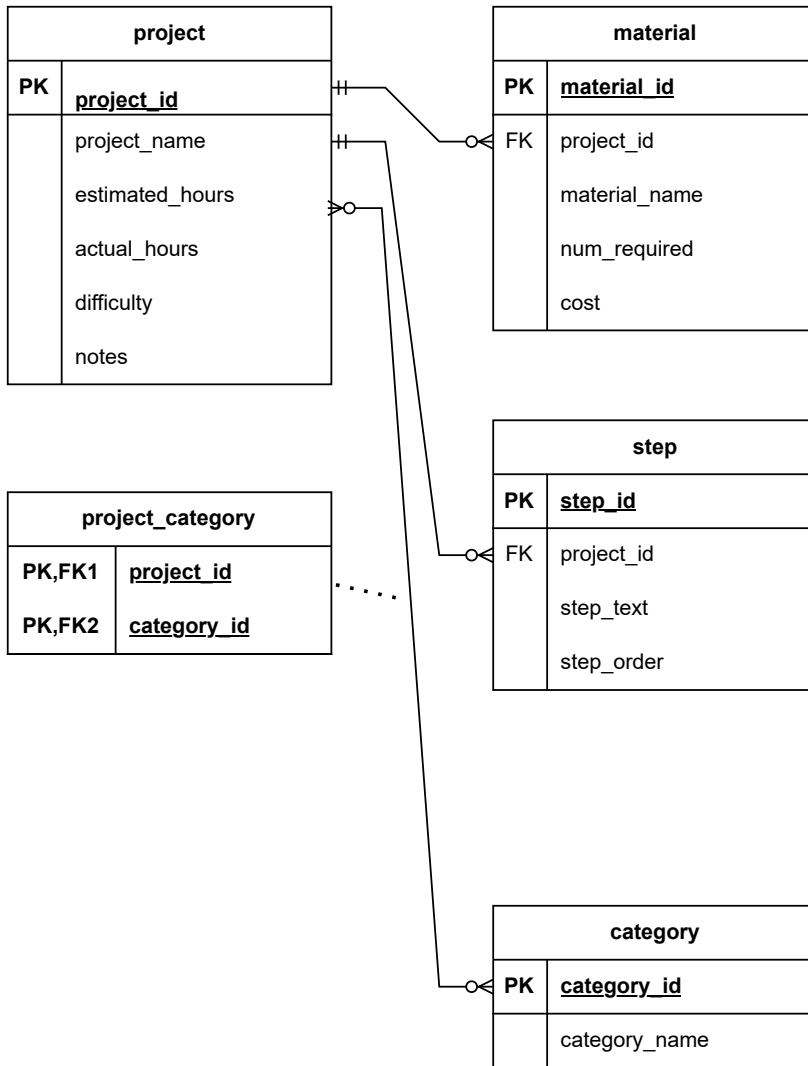 project
PK project_id
project_name
estimated_hours
actual_hours
difficulty
notes
material
PK material_id
FK project_id
material_name
num_required
cost
step
PK step_id
FK project_id
step_text
step_order
project_category
PK,FK1 project_id
PK,FK2 category_id
category
PK category_id
category_name